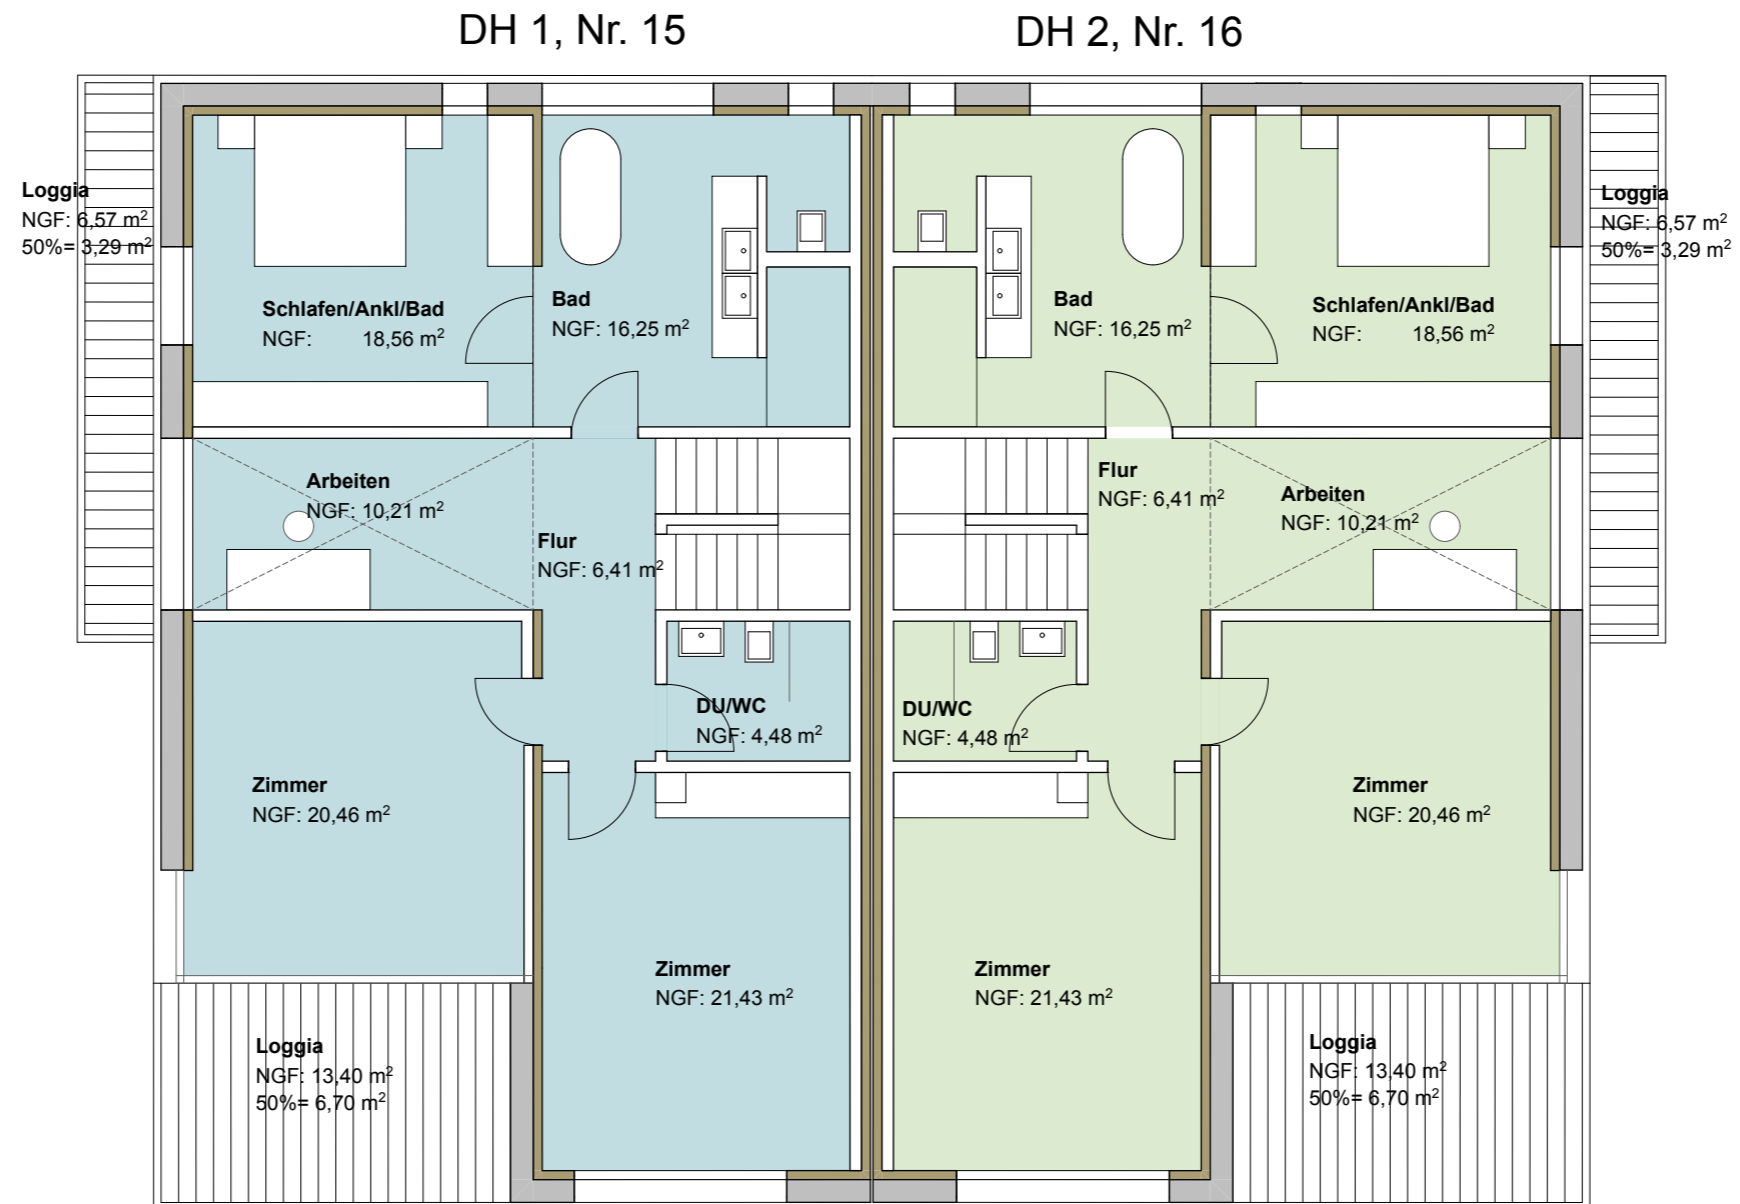 DH 1, Nr. 15
DH 2, Nr. 16
Loggia
NGF: 6,57 m²
50%= 3,29 m²
Schlafen/Ankl/Bad
NGF: 18,56 m²
Bad
NGF: 16,25 m²
Bad
NGF: 16,25 m²
Schlafen/Ankl/Bad
NGF: 18,56 m²
Loggia
NGF: 6,57 m²
50%= 3,29 m²
Arbeiten
NGF: 10,21 m²
Flur
NGF: 6,41 m²
Flur
NGF: 6,41 m²
Arbeiten
NGF: 10,21 m²
DU/WC
NGF: 4,48 m²
DU/WC
NGF: 4,48 m²
Zimmer
NGF: 20,46 m²
Zimmer
NGF: 20,46 m²
Zimmer
NGF: 21,43 m²
Zimmer
NGF: 21,43 m²
Loggia
NGF: 13,40 m²
50%= 6,70 m²
Loggia
NGF: 13,40 m²
50%= 6,70 m²